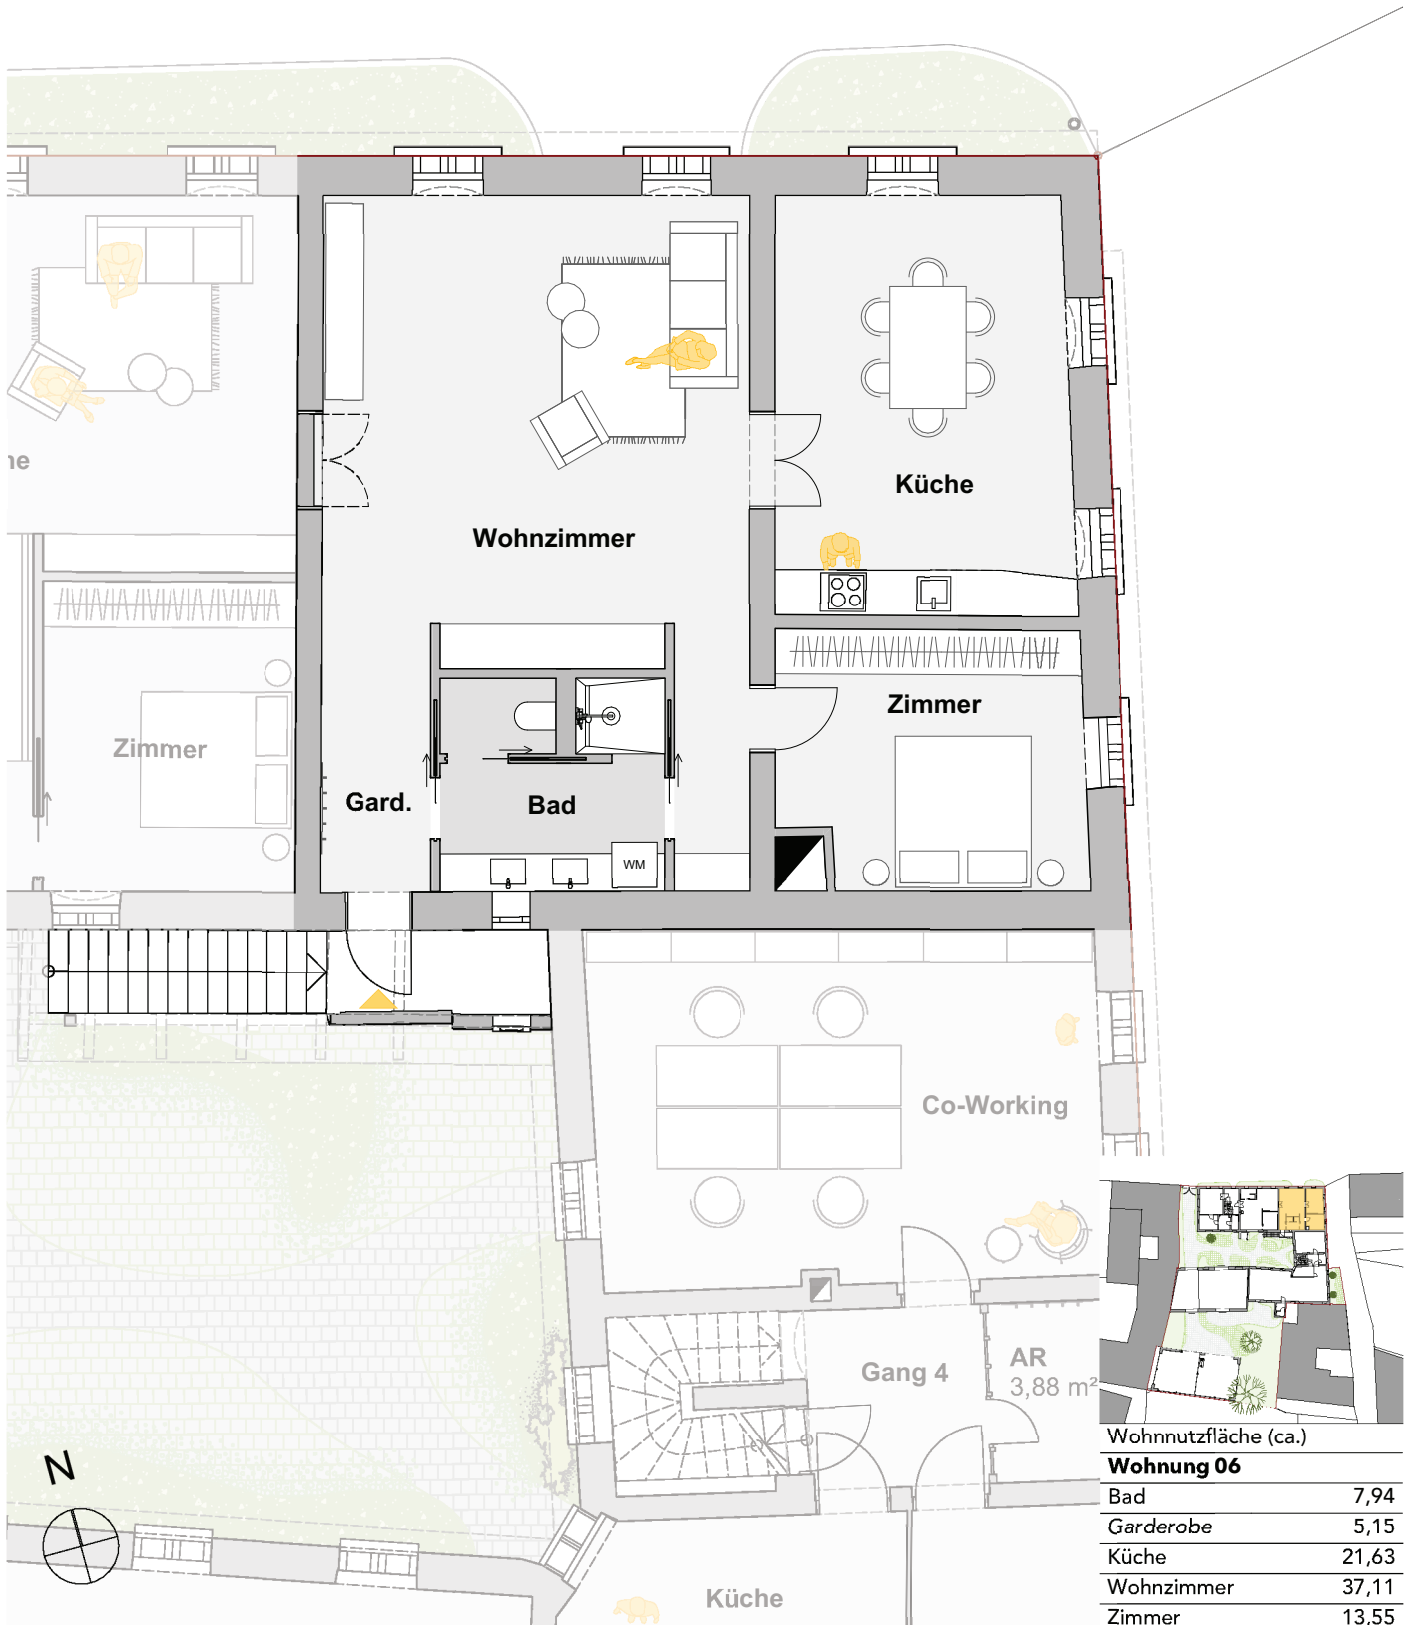 ne
Küche
Wohnzimmer
Zimmer
Zimmer
Gard.
Bad
WM
Co-Working
Gang 4
AR
3,88 m²
N
Küche
Wohnnutzfläche (ca.)
Wohnung 06
Bad 7,94
Garderobe 5,15
Küche 21,63
Wohnzimmer 37,11
Zimmer 13,55